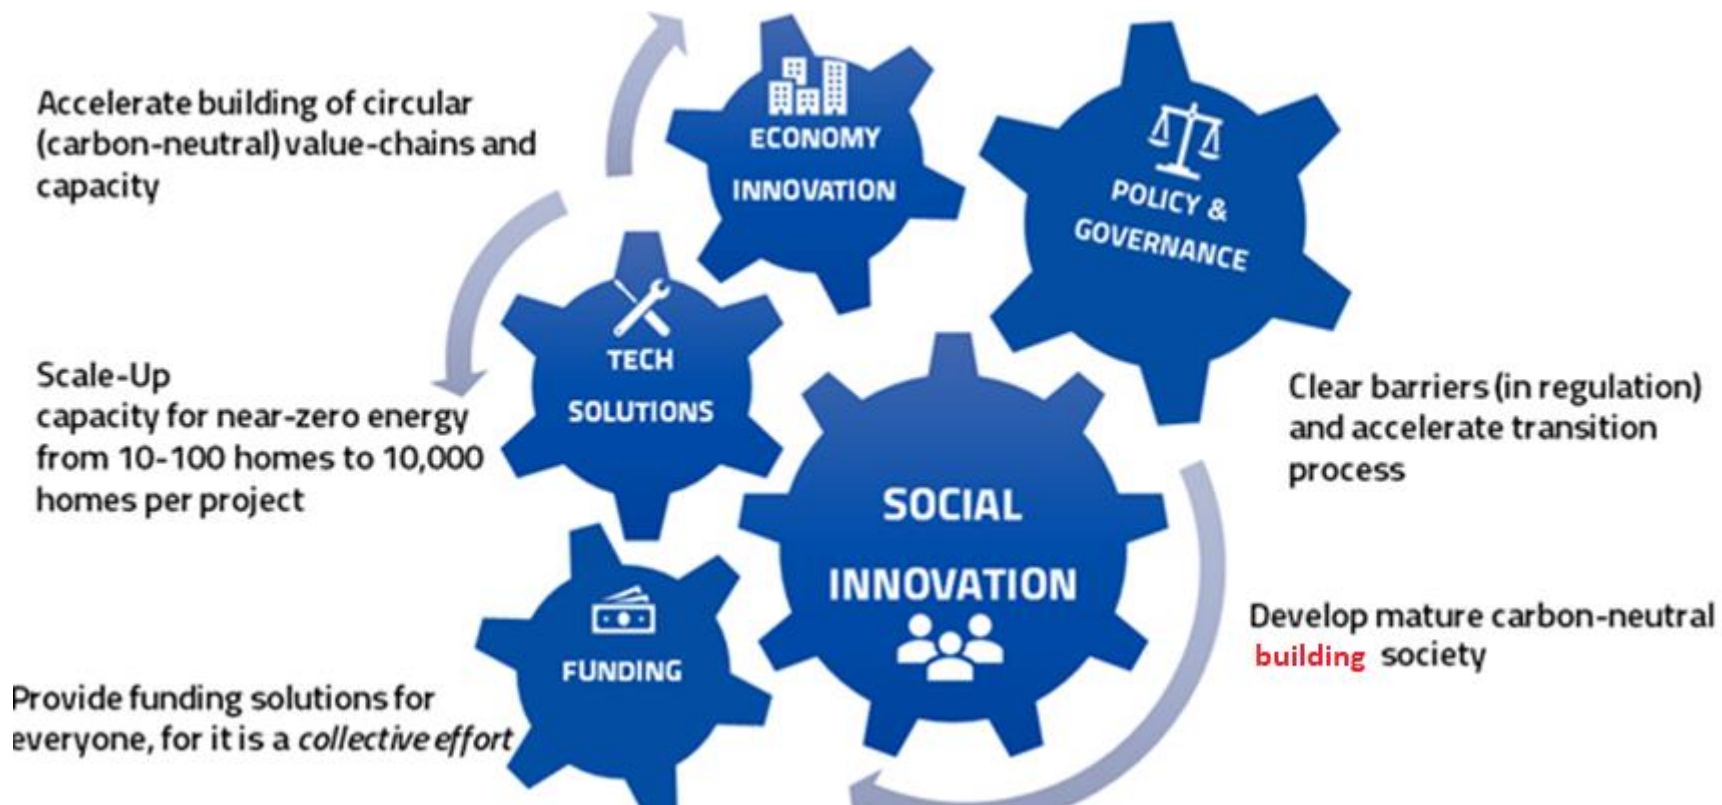 Accelerate building of circular
(carbon-neutral) value-chains and
capacity
ECONOMY
INNOVATION
POLICY &
GOVERNANCE
Scale-Up
capacity for near-zero energy
from 10-100 homes to 10,000
homes per project
TECH
SOLUTIONS
Clear barriers (in regulation)
and accelerate transition
process
SOCIAL
INNOVATION
Develop mature carbon-neutral
building society
FUNDING
Provide funding solutions for
everyone, for it is a collective effort